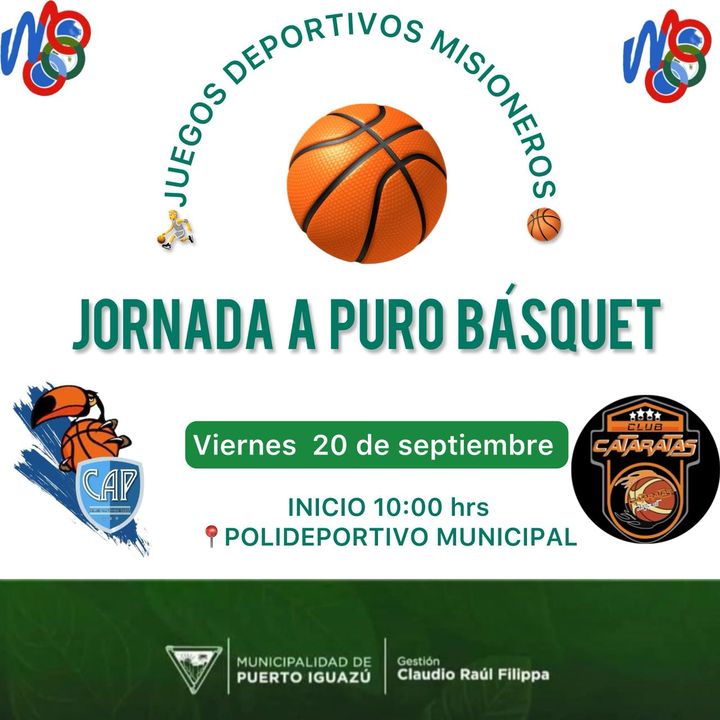 JUEGOS DEPORTIVOS MISIONEROS
JORNADA A PURO BÁSQUET
CAP
Viernes 20 de septiembre
CLUB
CATARATAS
INICIO 10:00 hrs
POLIDEPORTIVO MUNICIPAL
MUNICIPALIDAD DE
PUERTO IGUAZÚ
Gestión
Claudio Raúl Filippa